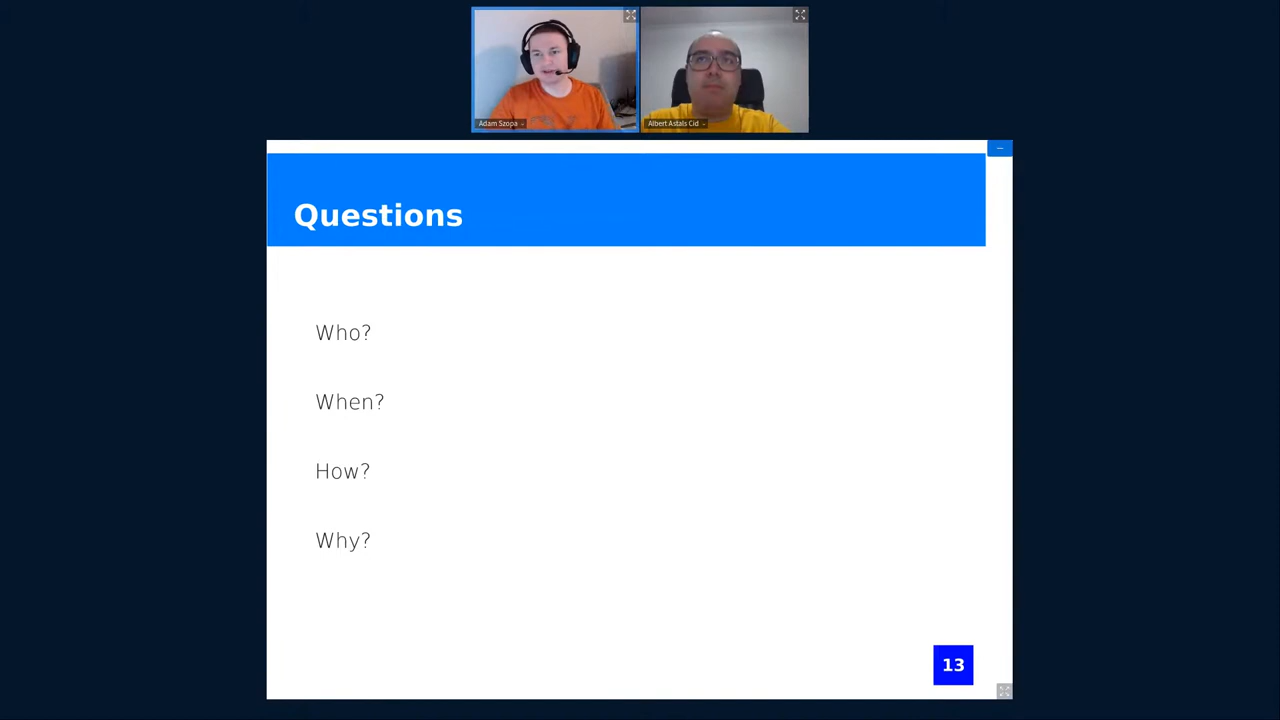 Adam Szopa
Albert Astals Cid
Questions
Who?
When?
How?
Why?
13